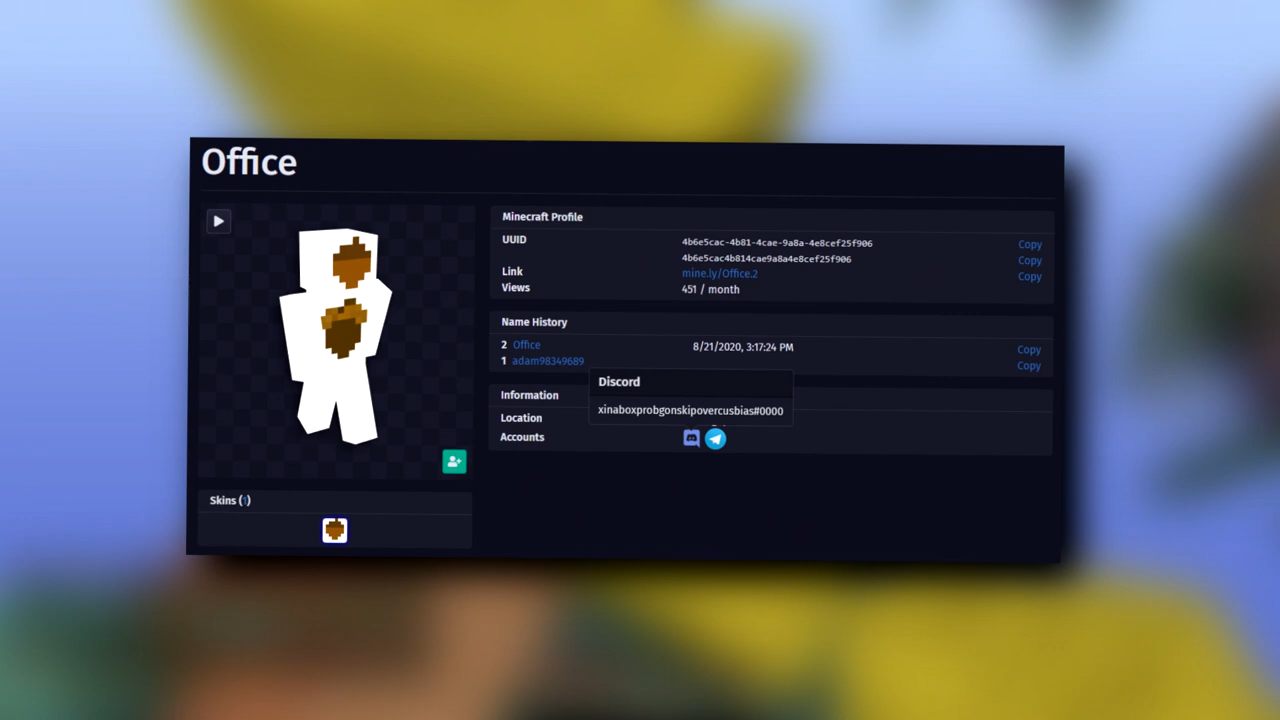 Office
Minecraft Profile
UUID
4b6e5cac-4b81-4cae-9a8a-4e8cef25f906
Copy
4b6e5cac4b814cae9a8a4e8cef25f906
Copy
Link
mine.ly/Office.2
Copy
Views
451 / month
Name History
2 Office
8/21/2020, 3:17:24 PM
Copy
1 adam98349689
Copy
Discord
xinaboxprobgonskipovercusbias#0000
Information
Location
Accounts
Skins (1)